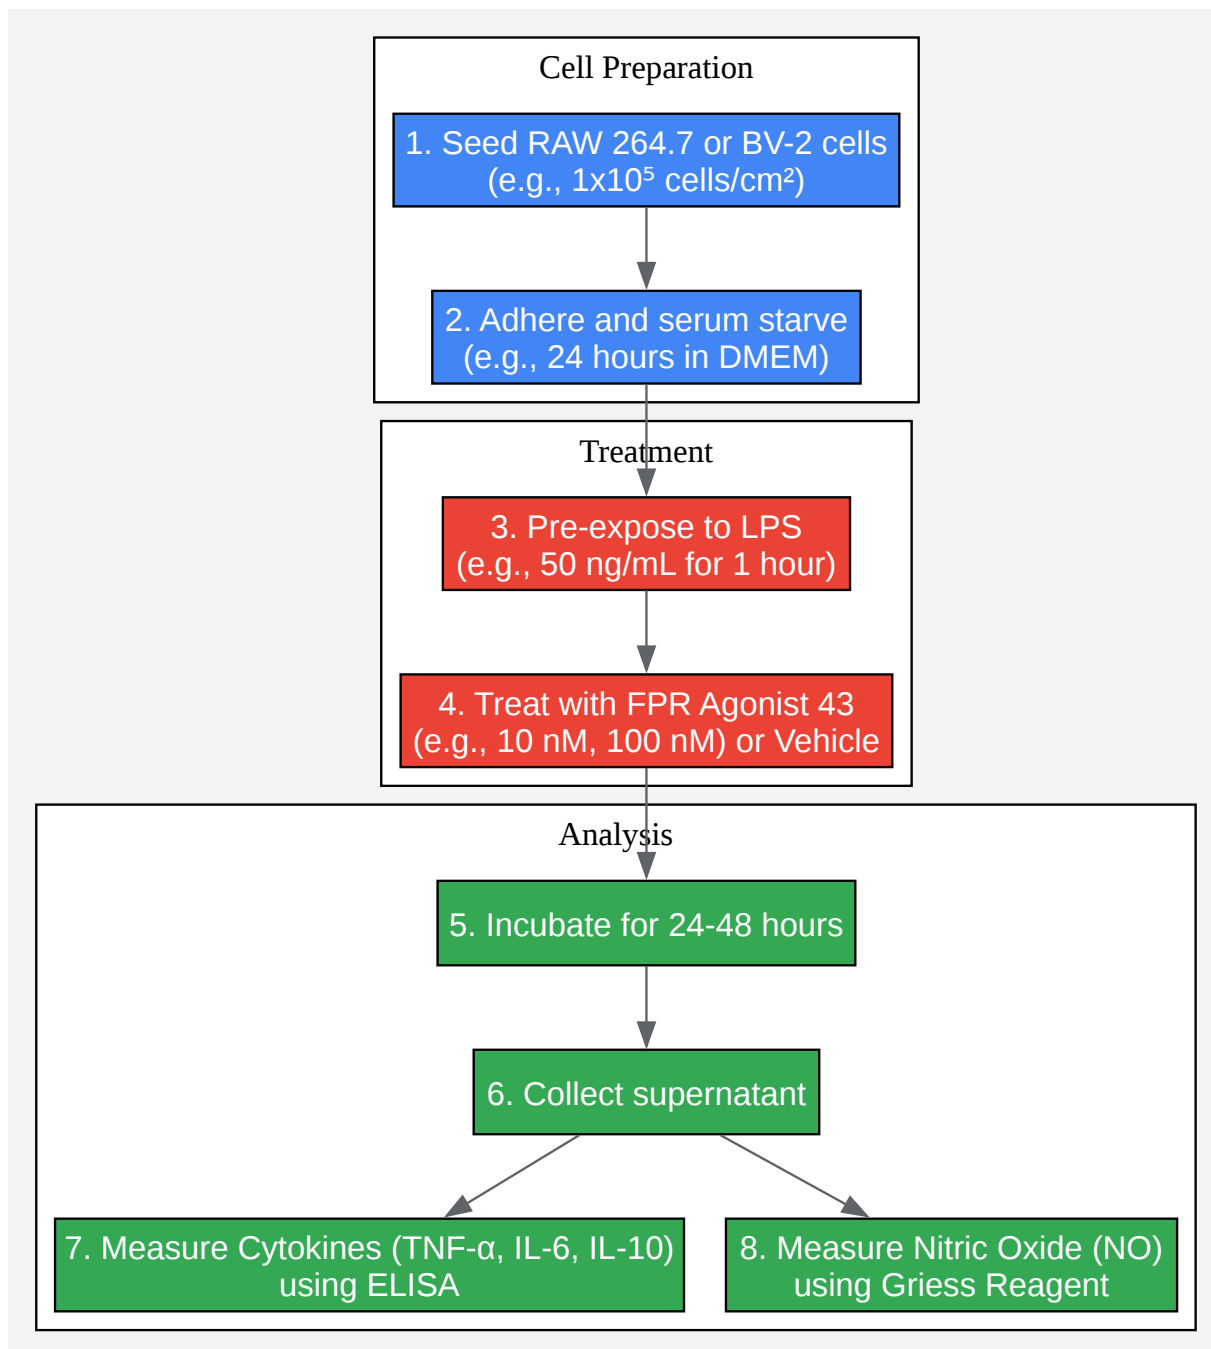 Cell Preparation
1. Seed RAW 264.7 or BV-2 cells
(e.g., 1x10⁵ cells/cm²)
2. Adhere and serum starve
(e.g., 24 hours in DMEM)
Treatment
3. Pre-expose to LPS
(e.g., 50 ng/mL for 1 hour)
4. Treat with FPR Agonist 43
(e.g., 10 nM, 100 nM) or Vehicle
Analysis
5. Incubate for 24-48 hours
6. Collect supernatant
7. Measure Cytokines (TNF-α, IL-6, IL-10)
using ELISA
8. Measure Nitric Oxide (NO)
using Griess Reagent